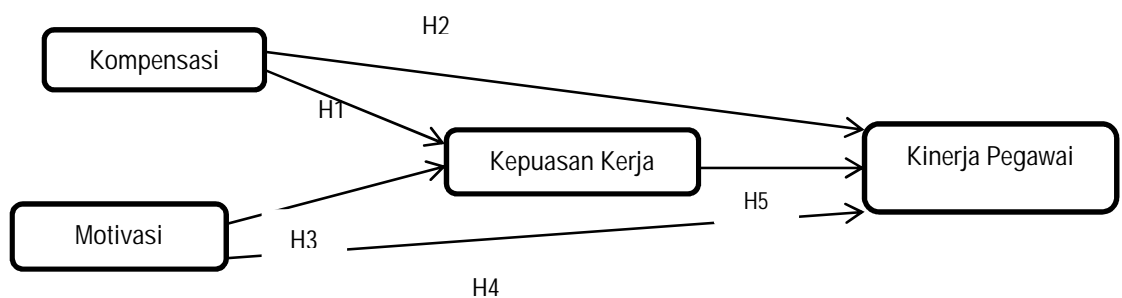 H2
Kompensasi
H1
Kepuasan Kerja
Kinerja Pegawai
H5
Motivasi
H3
H4